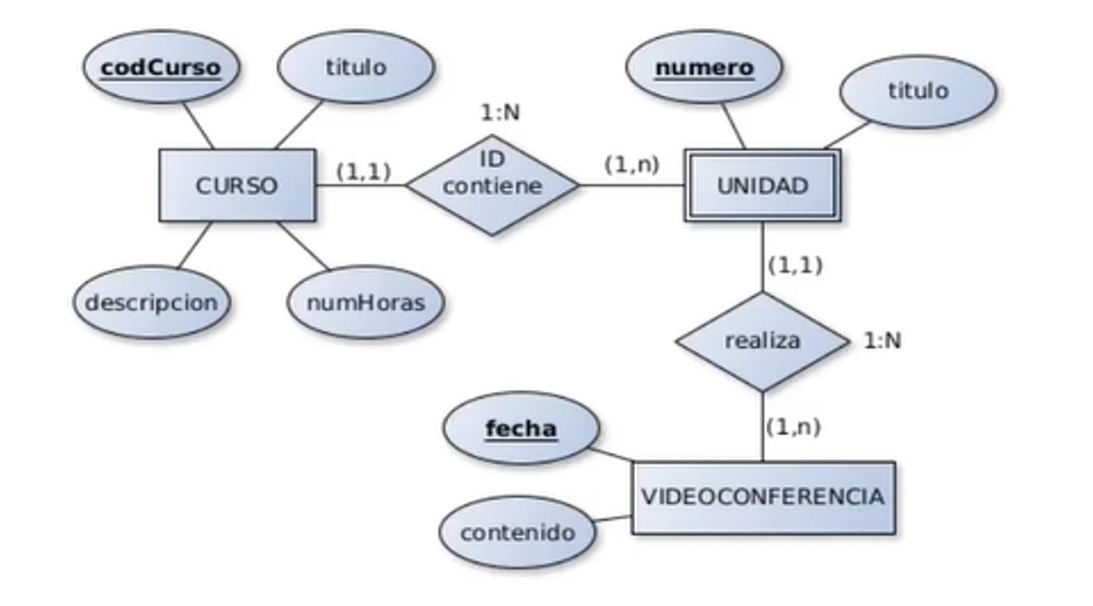 codCurso
titulo
numero
titulo
1:N
CURSO
(1,1)
ID
contiene
(1,n)
UNIDAD
descripcion
numHoras
(1,1)
realiza
1:N
(1,n)
fecha
VIDEOCONFERENCIA
contenido